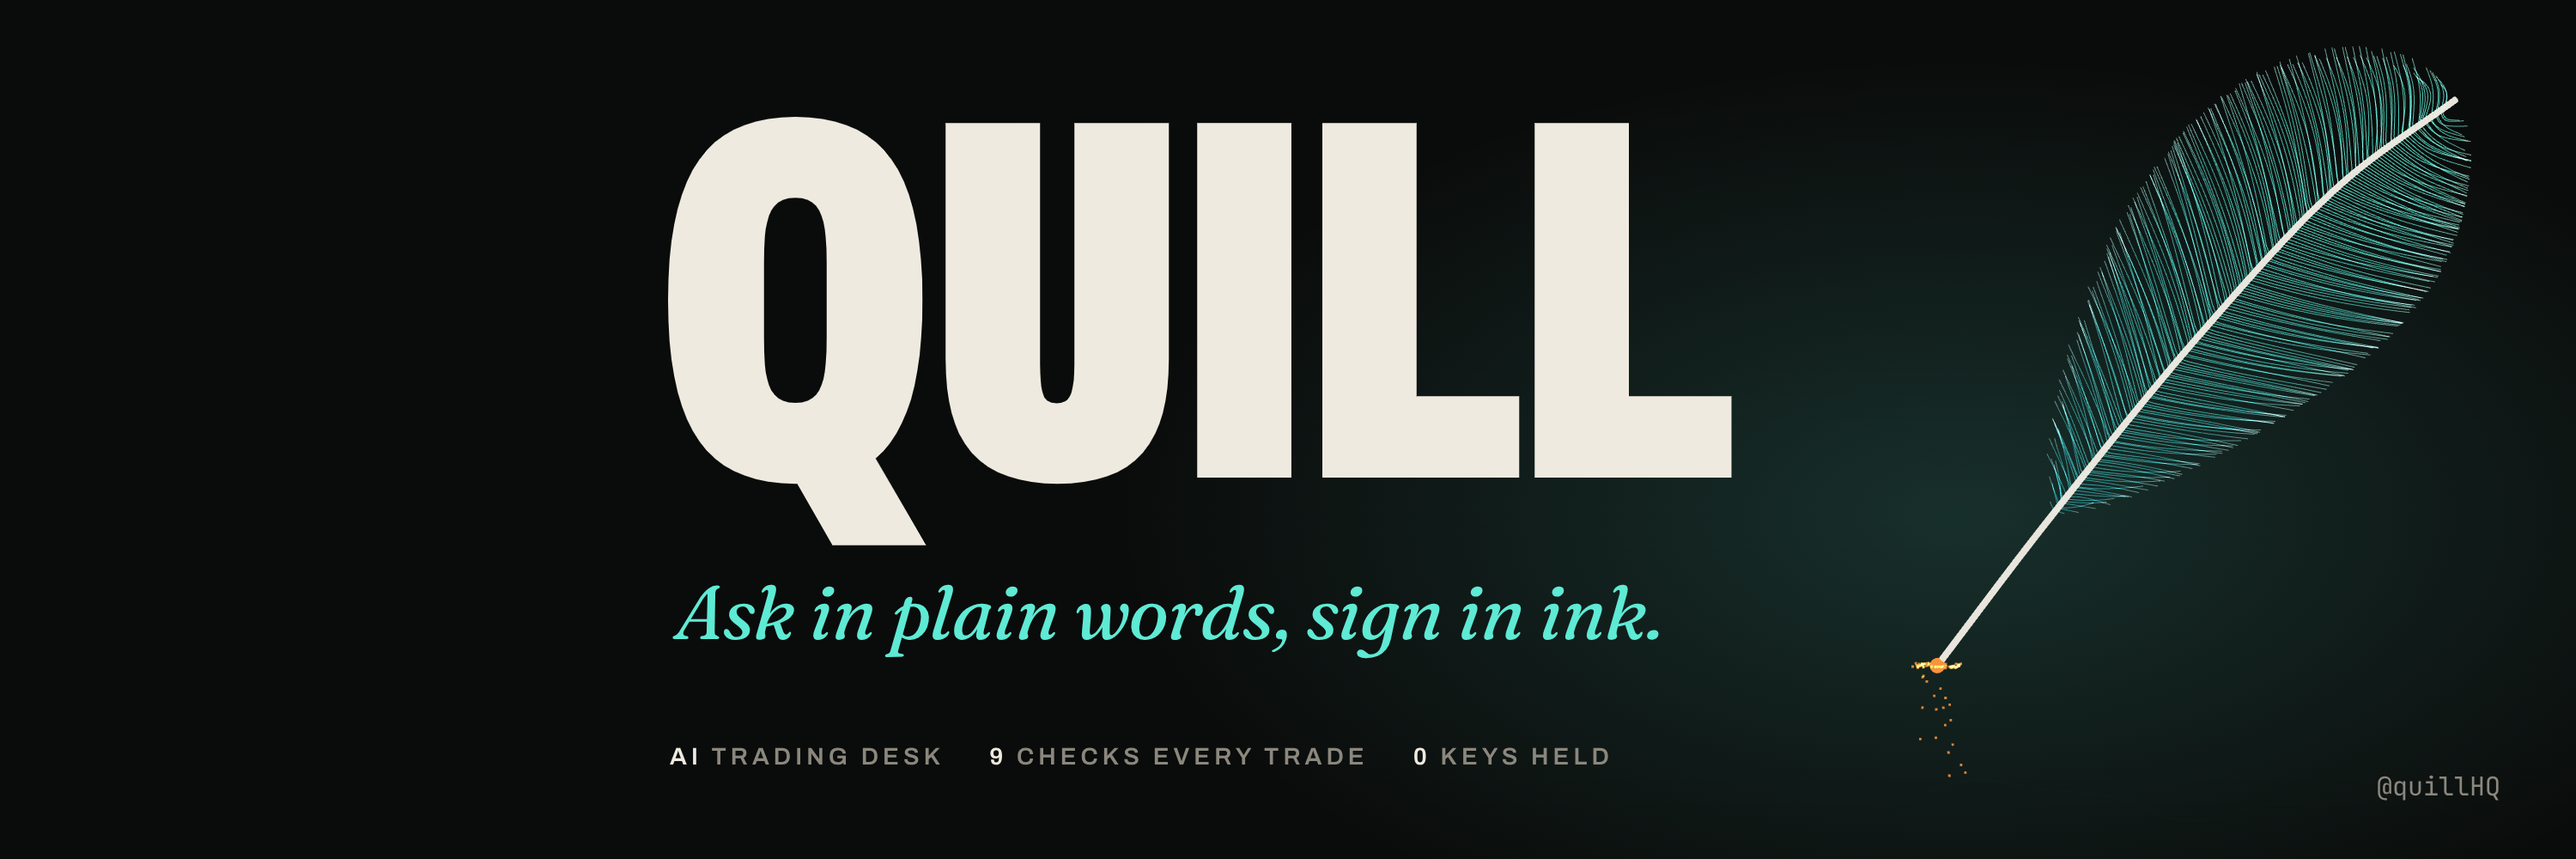 QUILL
Ask in plain words, sign in ink.
AI TRADING DESK 9 CHECKS EVERY TRADE 0 KEYS HELD
@quillHQ